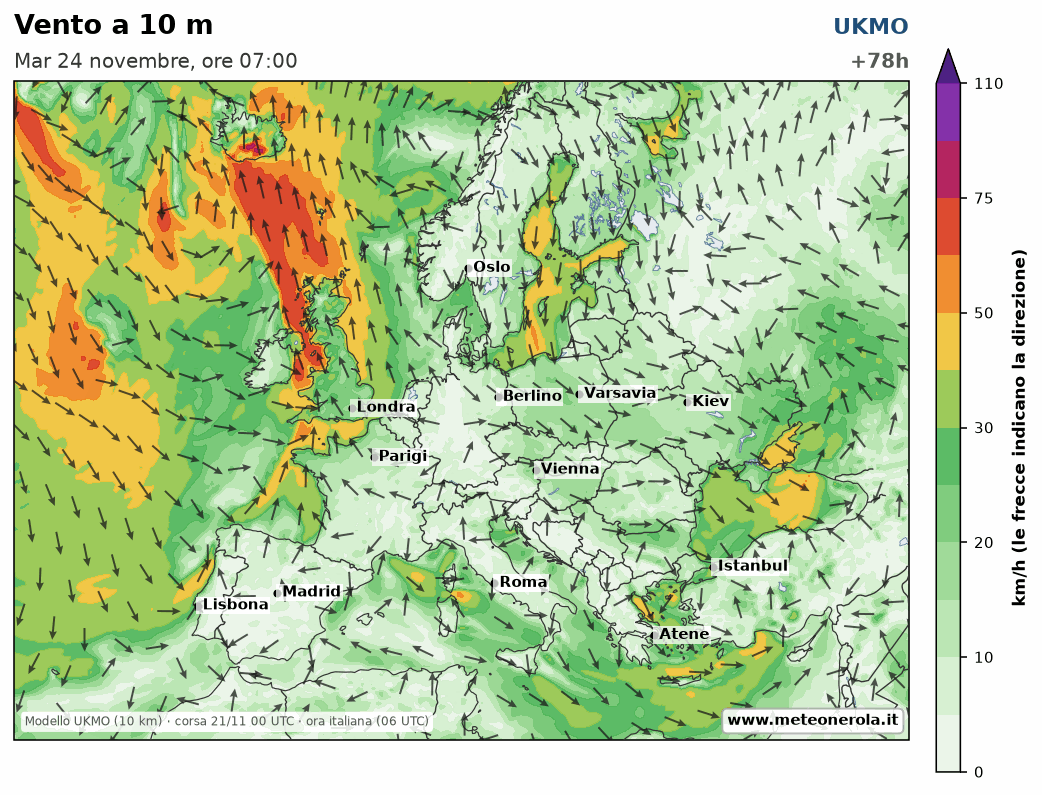 Vento a 10 m
UKMO
Mar 24 novembre, ore 07:00
+78h
110
75
50
30
20
10
0
km/h (le frecce indicano la direzione)
Oslo
Londra
Berlino
Varsavia
Kiev
Parigi
Vienna
Istanbul
Roma
Madrid
Lisbona
Atene
Modello UKMO (10 km) · corsa 21/11 00 UTC · ora italiana (06 UTC)
www.meteonerola.it